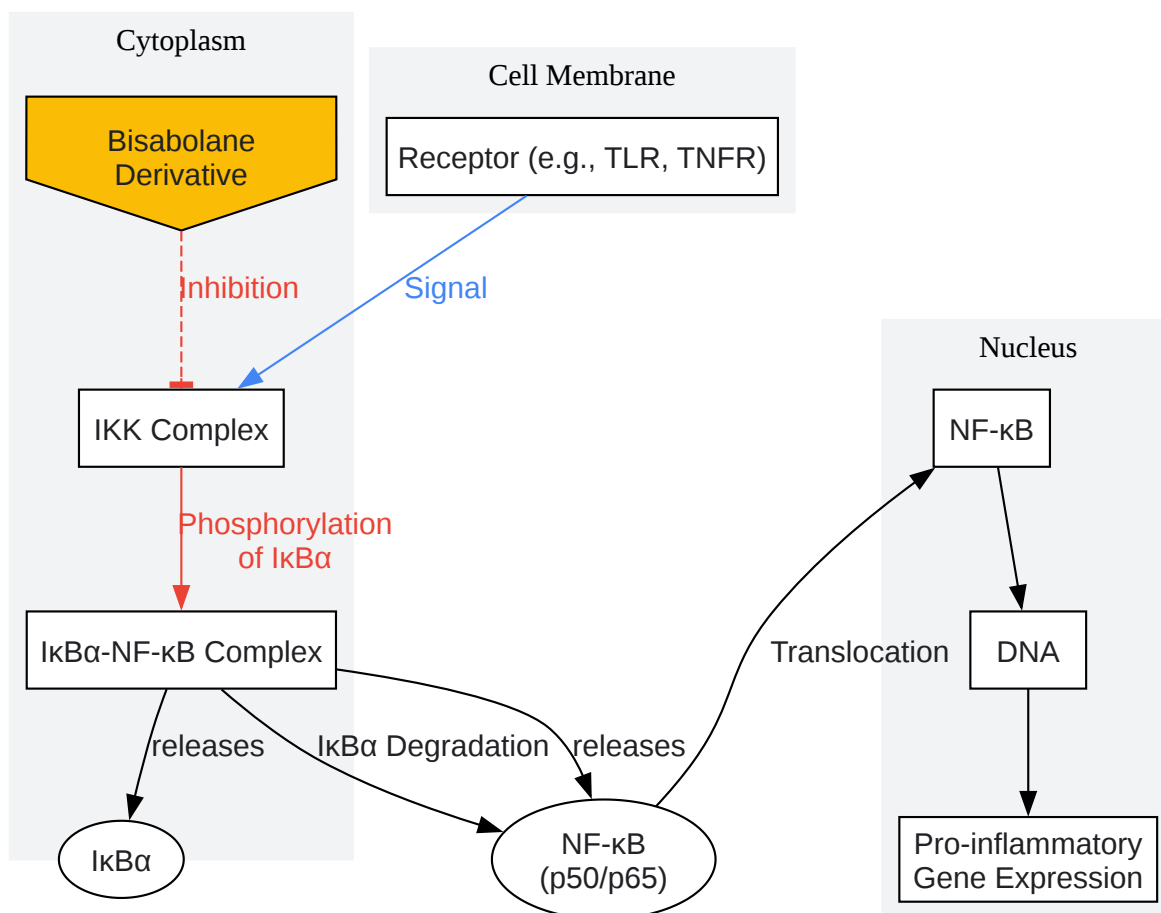 Cytoplasm
Cell Membrane
Bisabolane
Derivative
Receptor (e.g., TLR, TNFR)
Inhibition
Signal
Nucleus
IKK Complex
NF-κB
Phosphorylation
of IκBα
IκBα-NF-κB Complex
Translocation
DNA
releases
IκBα Degradation
releases
IκBα
NF-κB
(p50/p65)
Pro-inflammatory
Gene Expression